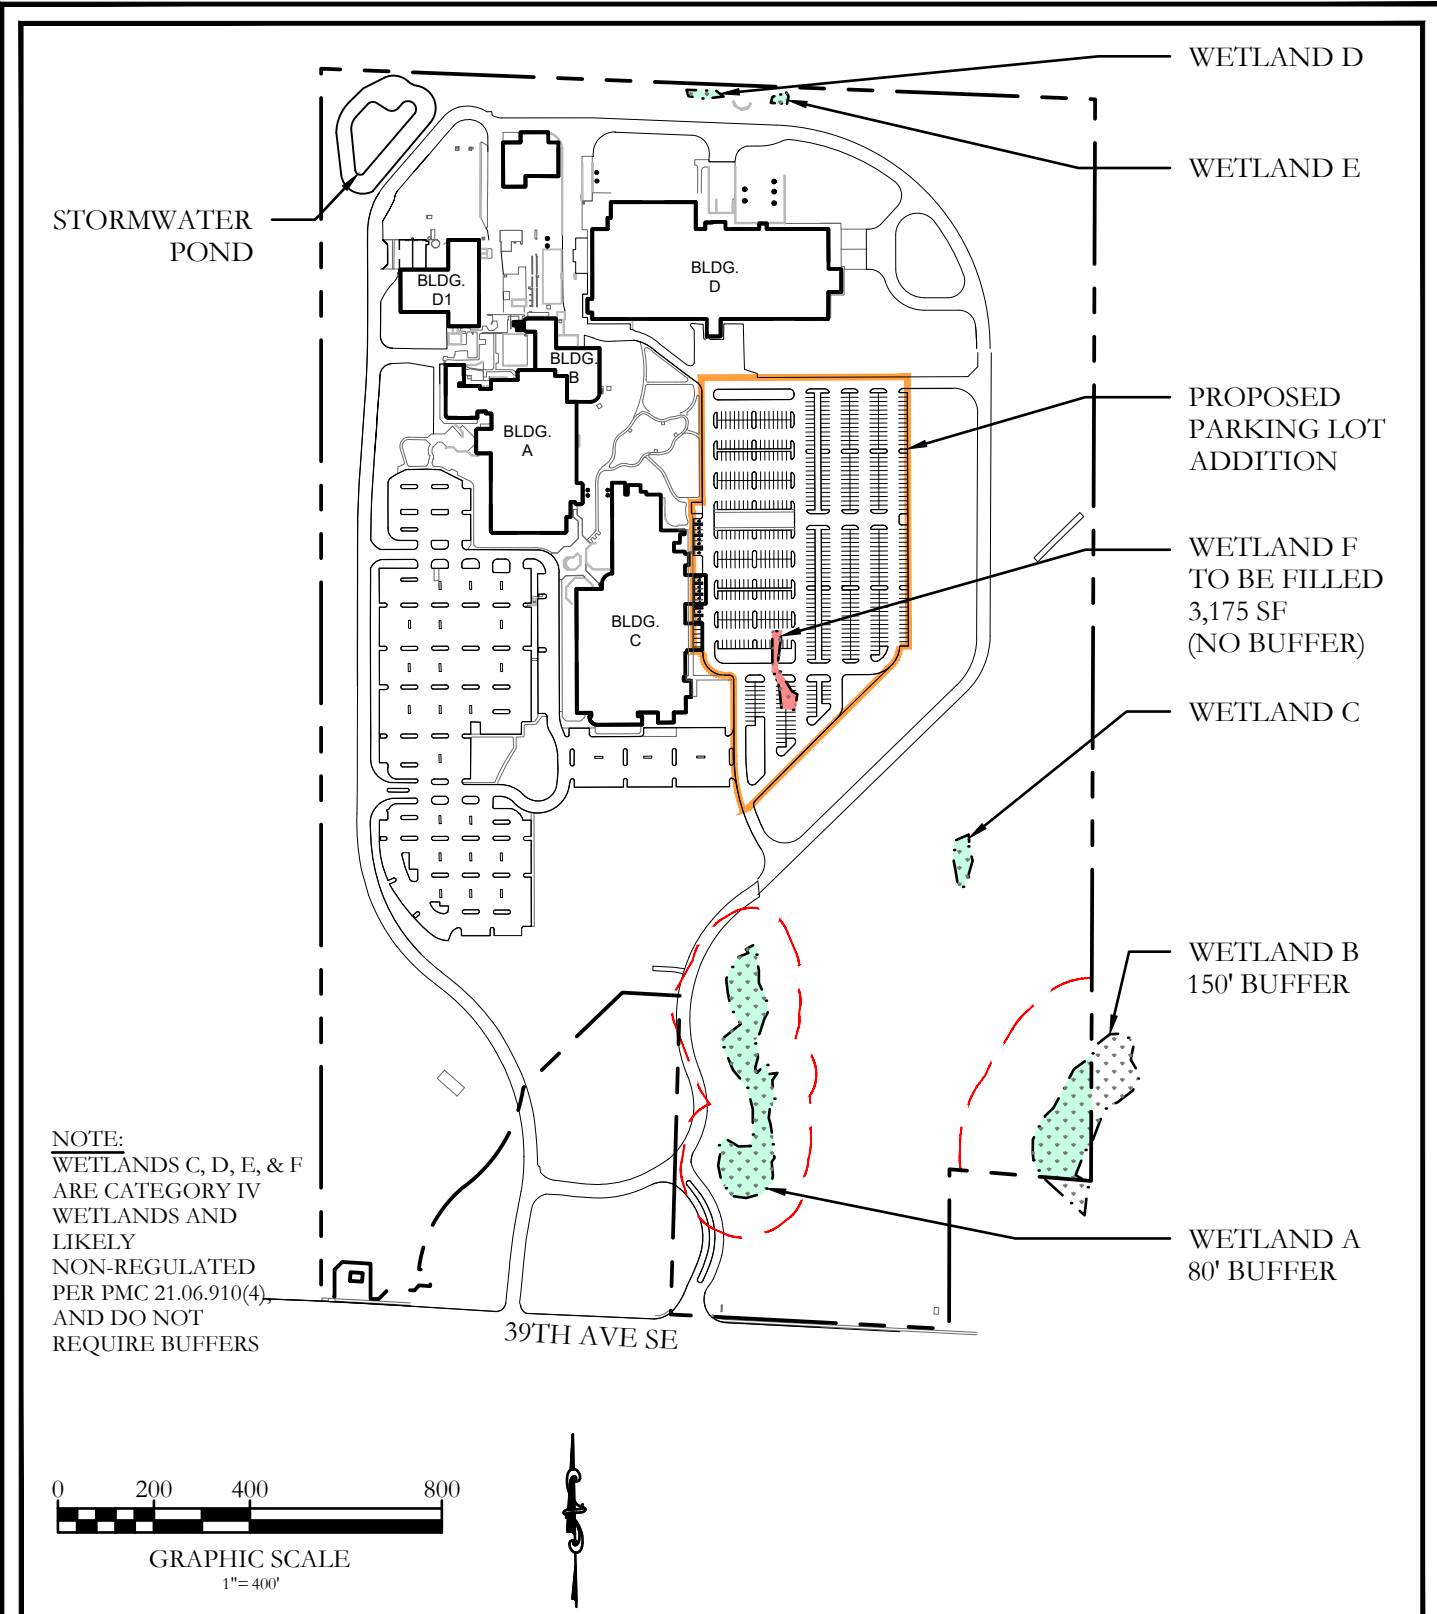 WETLAND D
WETLAND E
STORMWATER
POND
BLDG.
D
BLDG.
D1
BLDG.
B
BLDG.
A
PROPOSED
PARKING LOT
ADDITION
WETLAND F
TO BE FILLED
3,175 SF
(NO BUFFER)
BLDG.
C
WETLAND C
WETLAND B
150' BUFFER
NOTE:
WETLANDS C, D, E, & F
ARE CATEGORY IV
WETLANDS AND
LIKELY
NON-REGULATED
PER PMC 21.06.910(4),
AND DO NOT
REQUIRE BUFFERS
WETLAND A
80' BUFFER
39TH AVE SE
0 200 400 800
GRAPHIC SCALE
1"= 400'